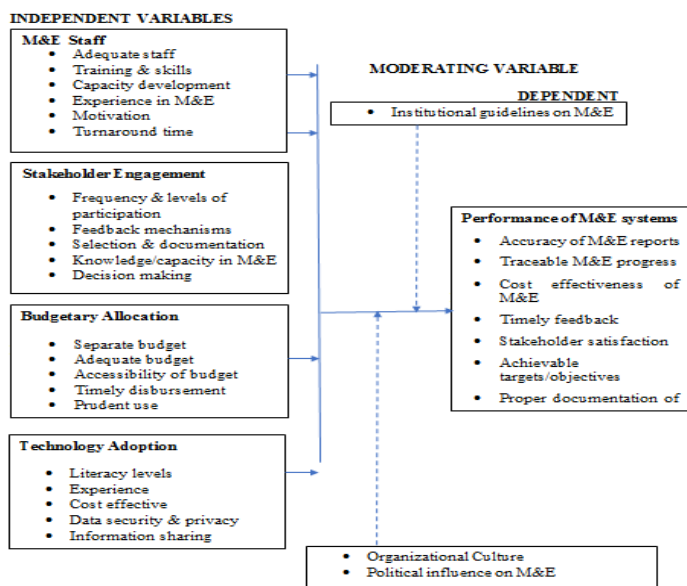 INDEPENDENT VARIABLES
M&E Staff
• Adequate staff
• Training & skills
• Capacity development
• Experience in M&E
• Motivation
• Turnaround time
Stakeholder Engagement
• Frequency & levels of
participation
• Feedback mechanisms
• Selection & documentation
• Knowledge/capacity in M&E
• Decision making
Budgetary Allocation
• Separate budget
• Adequate budget
• Accessibility of budget
• Timely disbursement
• Prudent use
Technology Adoption
• Literacy levels
• Experience
• Cost effective
• Data security & privacy
• Information sharing
MODERATING VARIABLE
DEPENDENT
• Institutional guidelines on M&E
Performance of M&E systems
• Accuracy of M&E reports
• Traceable M&E progress
• Cost effectiveness of
M&E
• Timely feedback
• Stakeholder satisfaction
• Achievable
targets/objectives
• Proper documentation of
• Organizational Culture
• Political influence on M&E